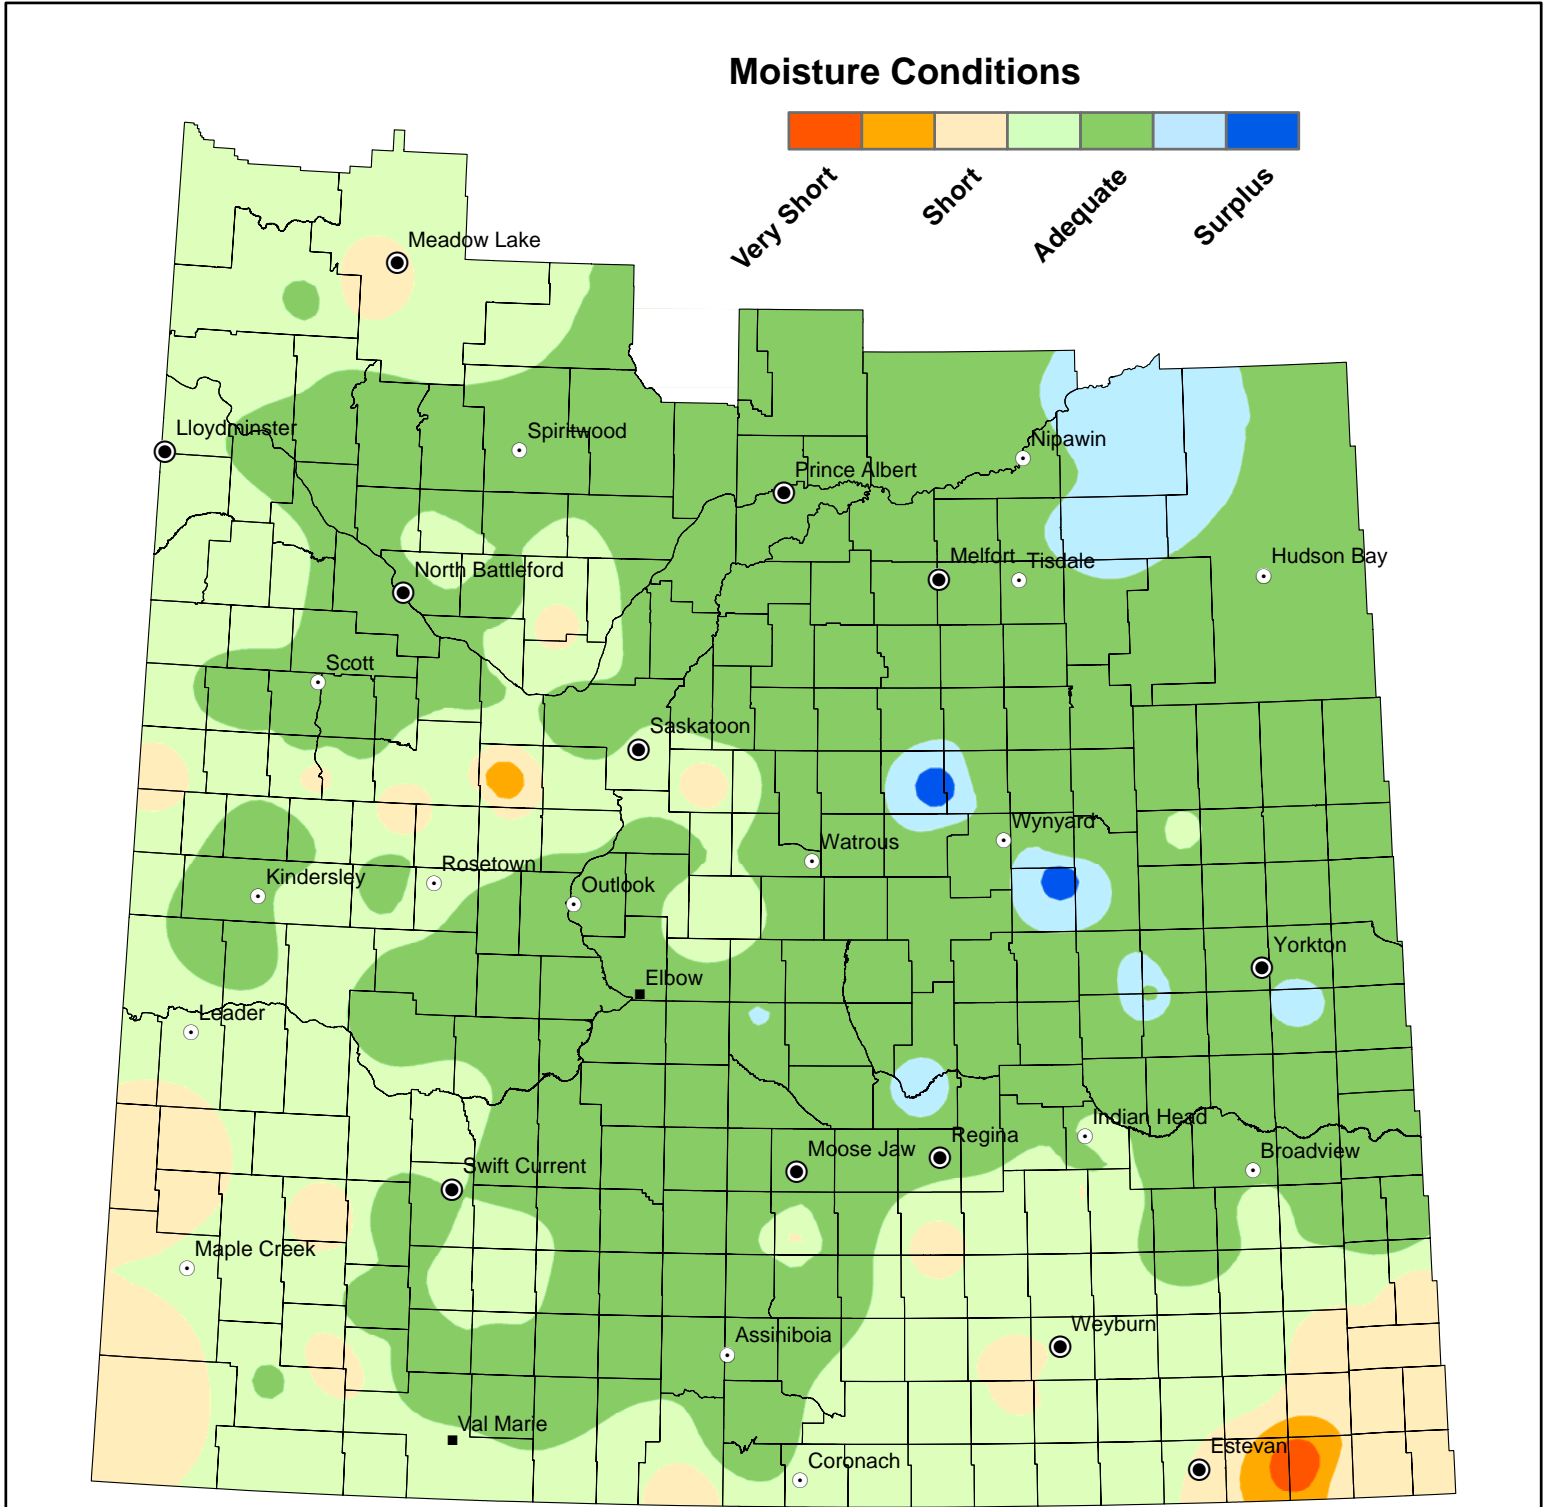 Moisture Conditions
Very Short
Short
Adequate
Surplus
Meadow Lake
Lloydminster
Spiritwood
Nipawin
Prince Albert
Melfort
Tisdale
Hudson Bay
North Battleford
Scott
Saskatoon
Wynyard
Watrous
Rosetown
Kindersley
Outlook
Yorkton
Elbow
Leader
Indian Head
Regina
Moose Jaw
Broadview
Swift Current
Maple Creek
Weyburn
Assiniboia
Val Marie
Estevan
Coronach